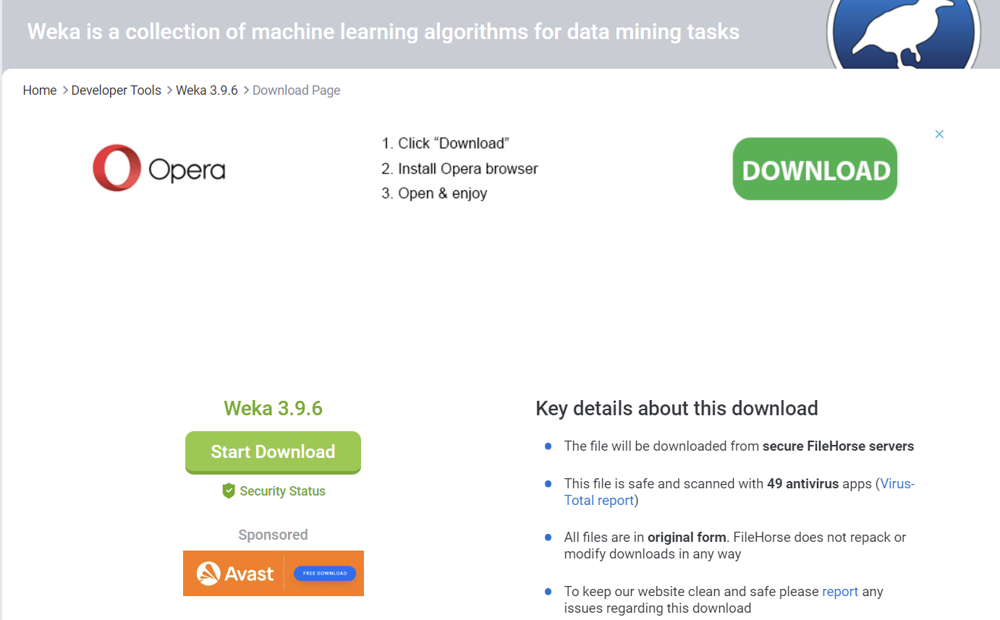 Weka is a collection of machine learning algorithms for data mining tasks
Home > Developer Tools > Weka 3.9.6 > Download Page
Opera
1. Click “Download”
2. Install Opera browser
3. Open & enjoy
DOWNLOAD
Weka 3.9.6
Start Download
Security Status
Sponsored
Avast
FREE DOWNLOAD
Key details about this download
The file will be downloaded from secure FileHorse servers
This file is safe and scanned with 49 antivirus apps (Virus-
Total report)
All files are in original form. FileHorse does not repack or
modify downloads in any way
To keep our website clean and safe please report any
issues regarding this download